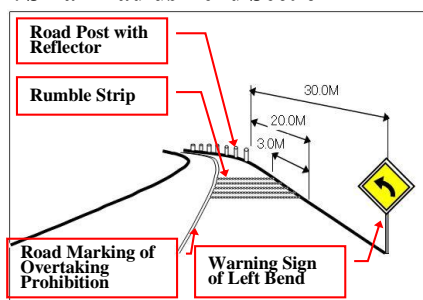 Road Post with
Reflector
Rumble Strip
30.0M
20.0M
3.0M
Road Marking of
Overtaking
Prohibition
Warning Sign
of Left Bend